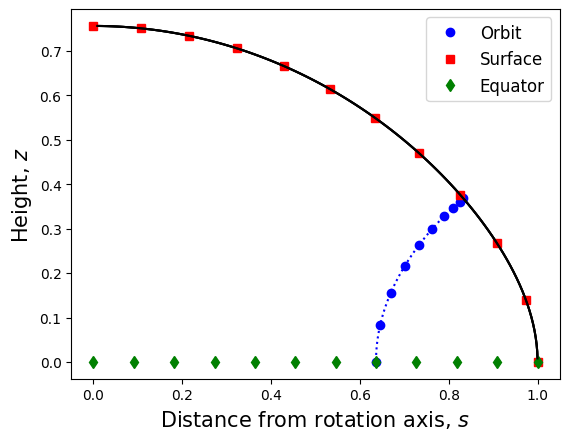 Orbit
Surface
Equator
Height, z
0.7
0.6
0.5
0.4
0.3
0.2
0.1
0.0
0.0 0.2 0.4 0.6 0.8 1.0
Distance from rotation axis, s